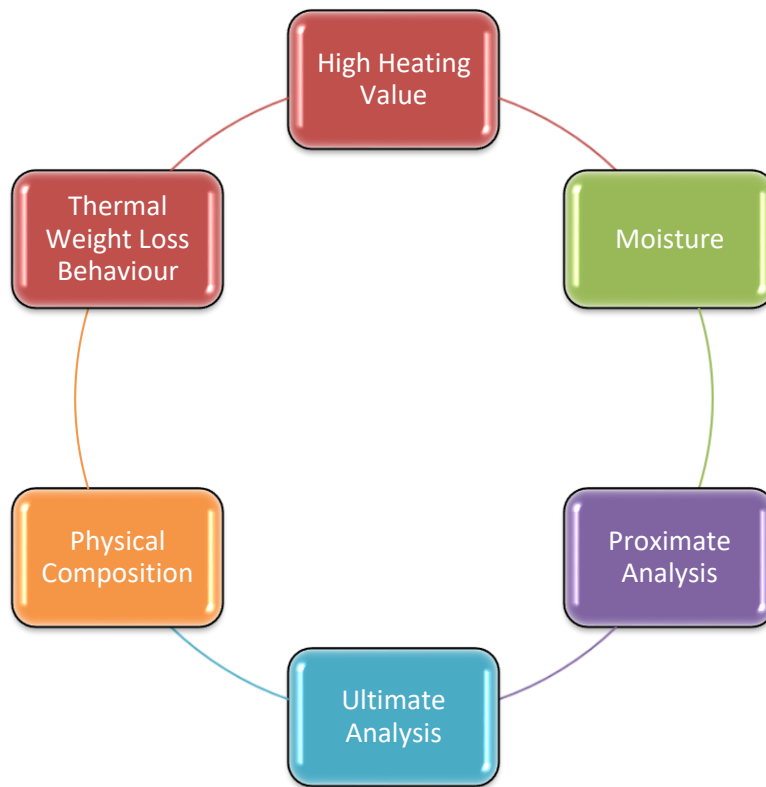 High Heating
Value
Moisture
Proximate
Analysis
Ultimate
Analysis
Physical
Composition
Thermal
Weight Loss
Behaviour